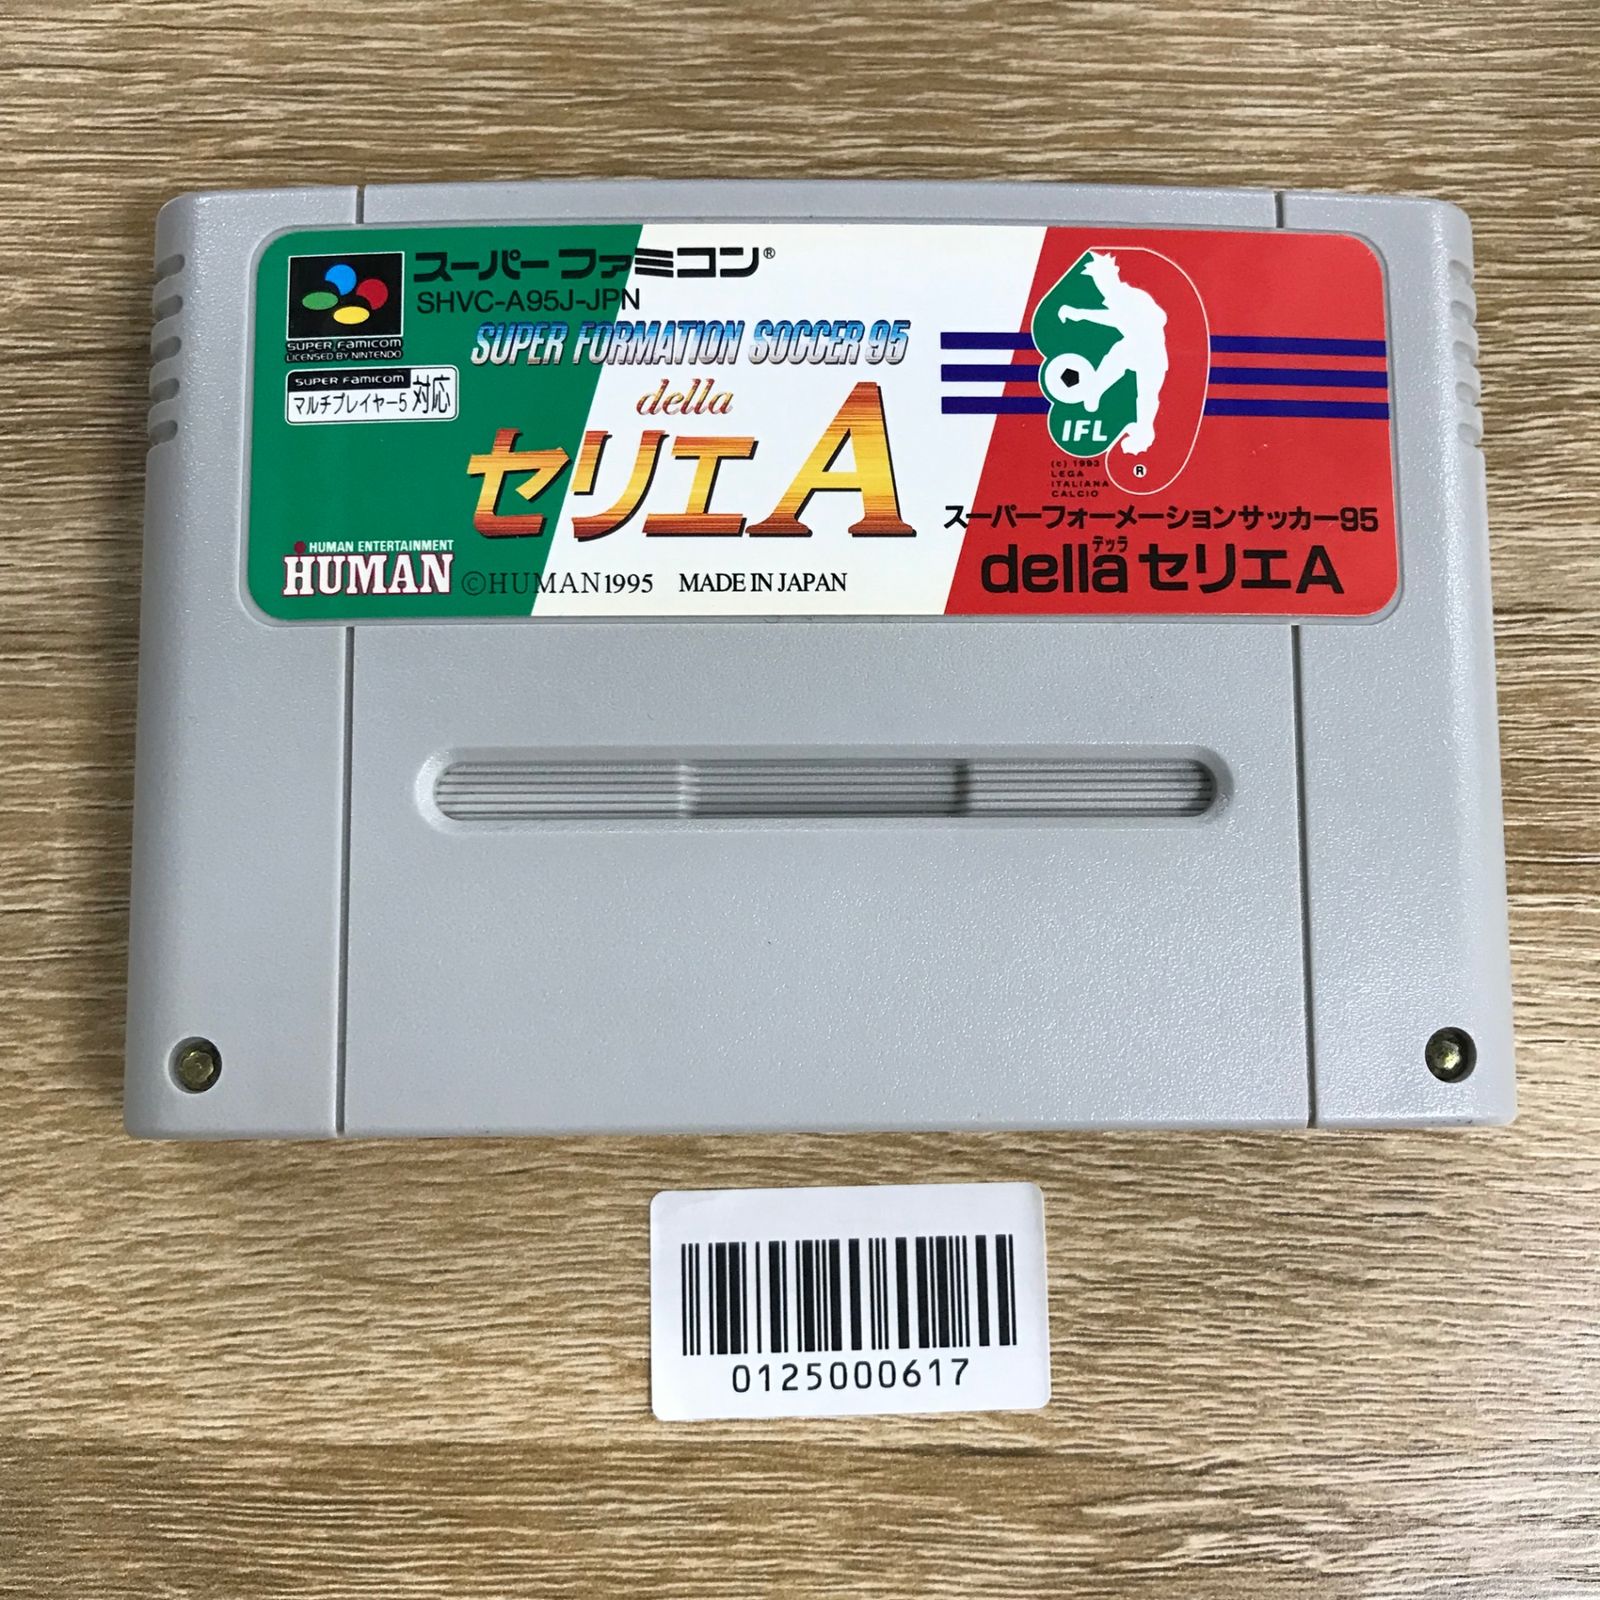 スーパーファミコン®
SHVC-A95J-JPN
SUPER FAMICOM
LICENSED BY NINTENDO
SUPER FAMICOM
マルチプレイヤー5 対応
SUPER FORMATION SOCCER 95
della
セリエA
IFL
®
(c) 1993
LEGA
ITALIANA
CALCIO
スーパーフォーメーションサッカー95
デッラ
della セリエA
HUMAN ENTERTAINMENT
HUMAN
©HUMAN1995 MADE IN JAPAN
0125000617